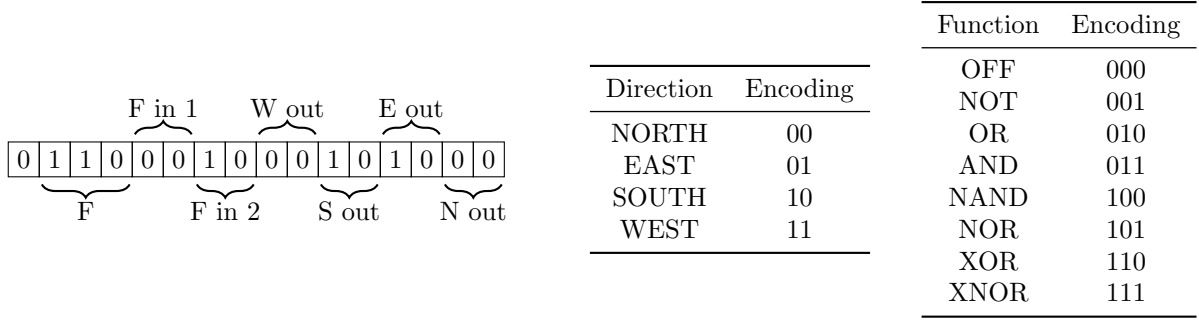 F in 1 W out E out
0 1 1 0 0 0 1 0 0 0 1 0 1 0 0 0
F F in 2 S out N out
Direction Encoding
NORTH 00
EAST 01
SOUTH 10
WEST 11
Function Encoding
OFF 000
NOT 001
OR 010
AND 011
NAND 100
NOR 101
XOR 110
XNOR 111